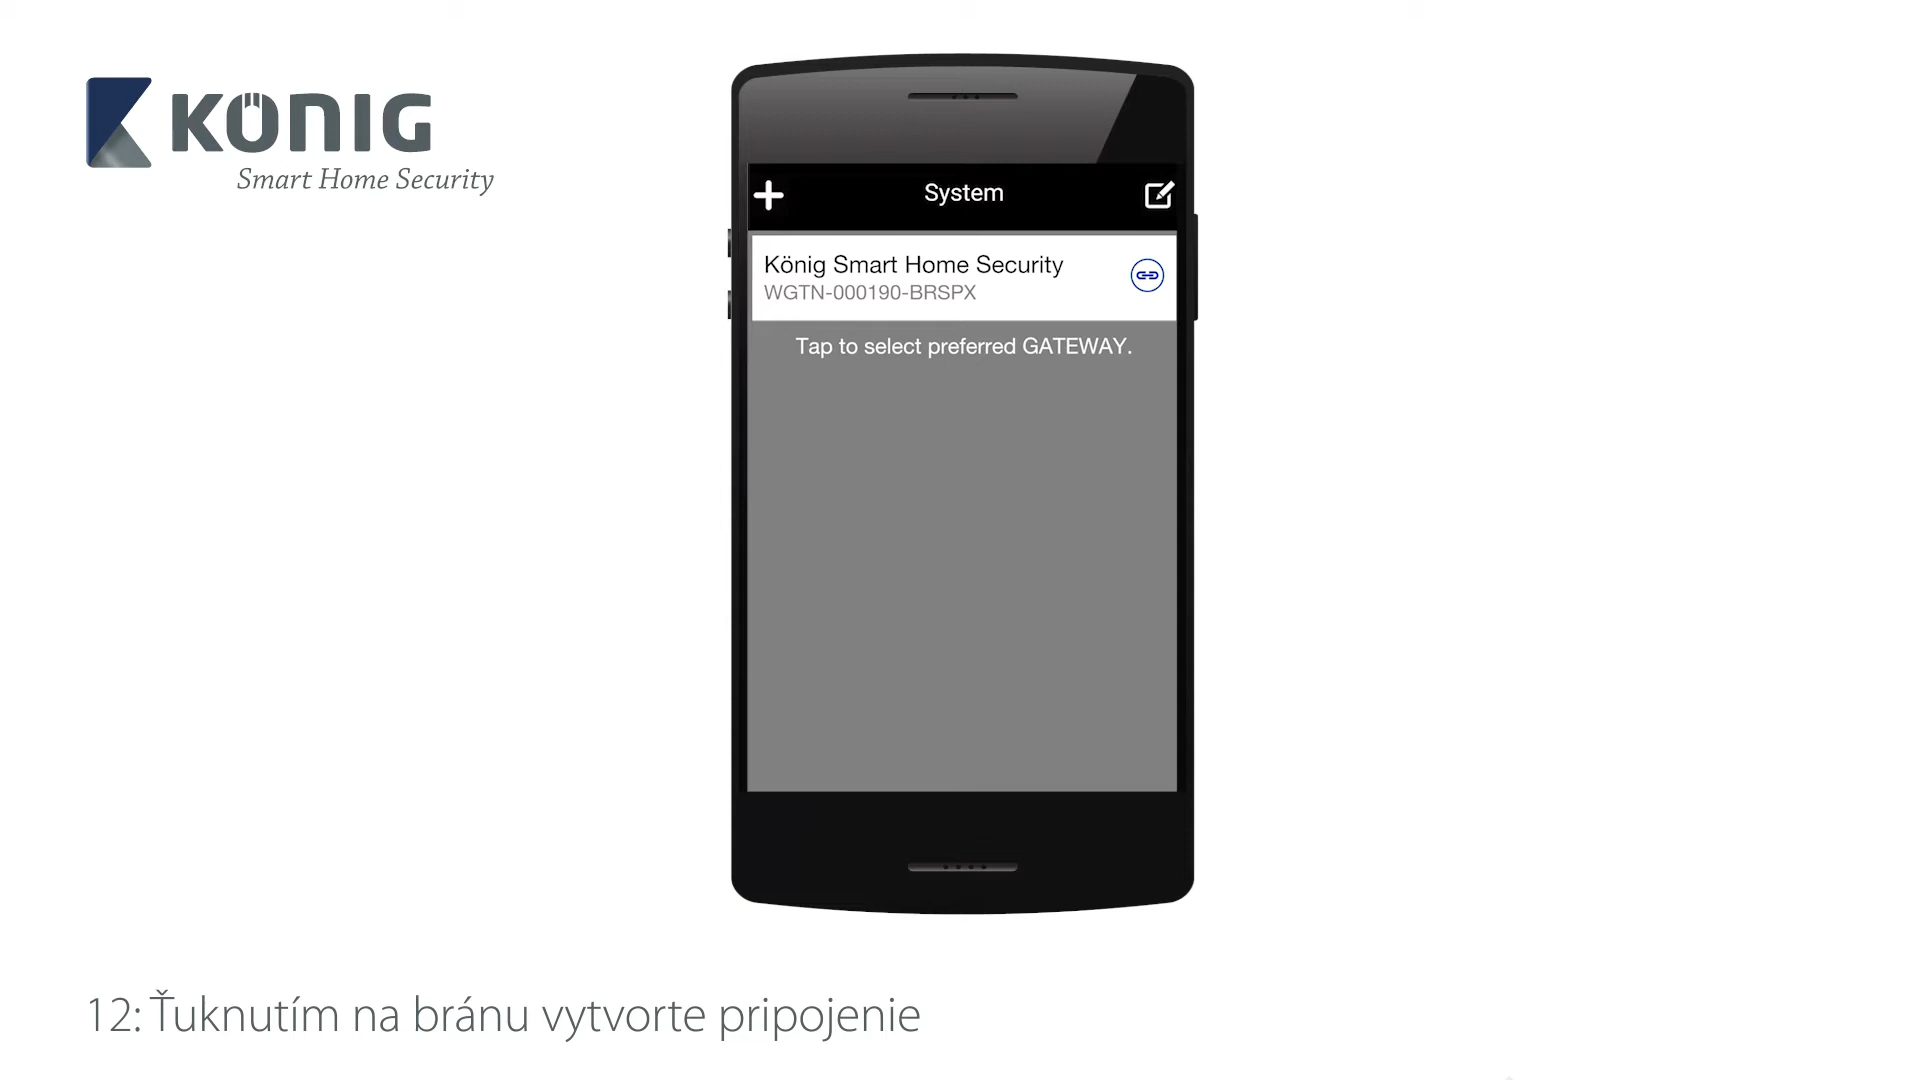 KÖNIG
Smart Home Security
System
König Smart Home Security
WGTN-000190-BRSPX
Tap to select preferred GATEWAY.
12: Ťuknutím na bránu vytvorte pripojenie